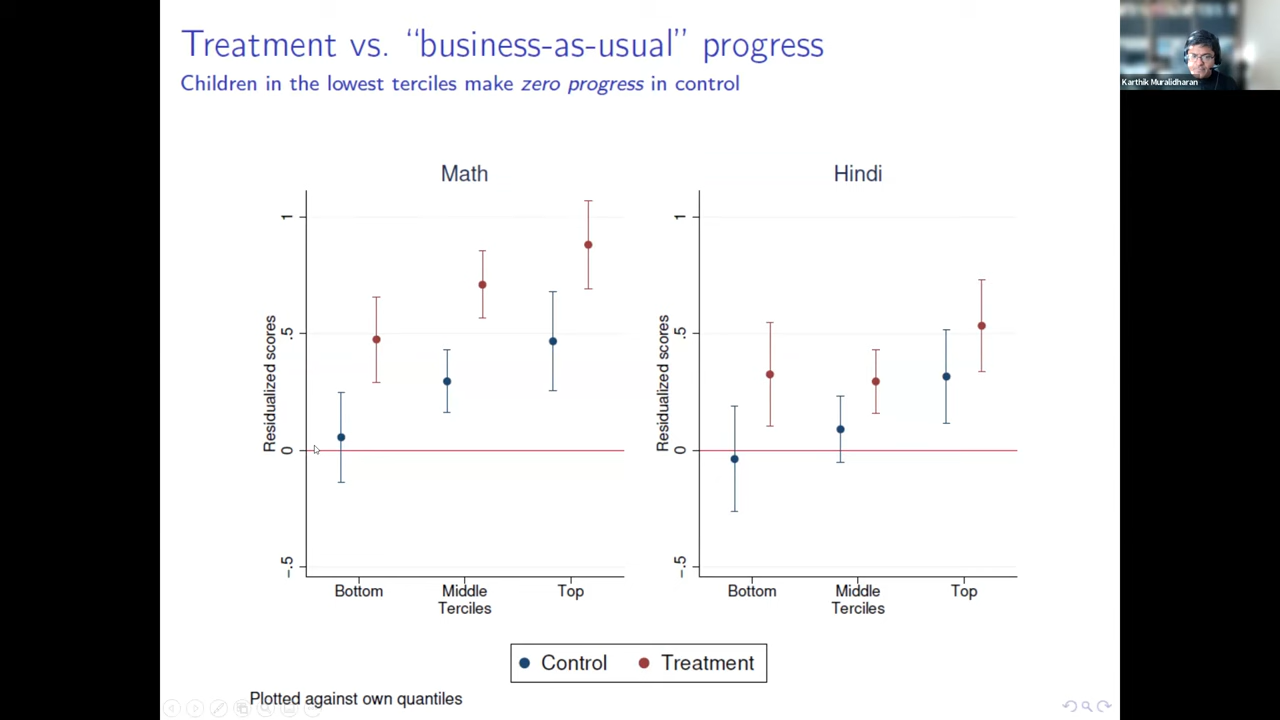 Treatment vs. “business-as-usual” progress
Children in the lowest terciles make zero progress in control
Karthik Muralidharan
Math
Residualized scores
1
.5
0
-.5
Bottom
Middle
Top
Terciles
Hindi
Residualized scores
1
.5
0
-.5
Bottom
Middle
Top
Terciles
Control
Treatment
Plotted against own quantiles